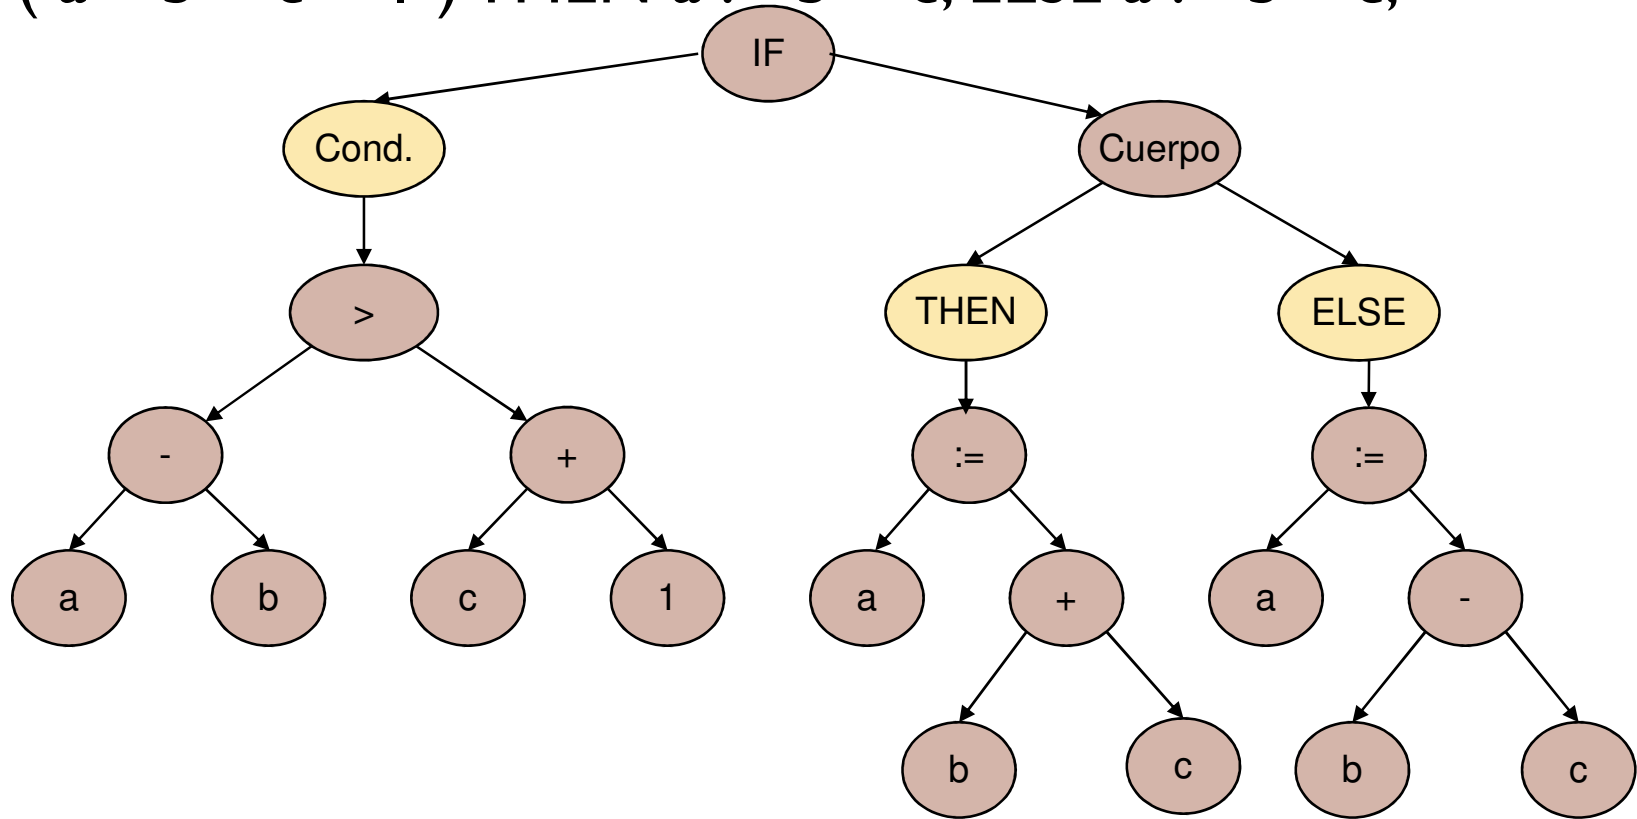 IF
Cond.
Cuerpo
>
THEN
ELSE
-
+
:=
:=
a
b
c
1
a
+
a
-
b
c
b
c